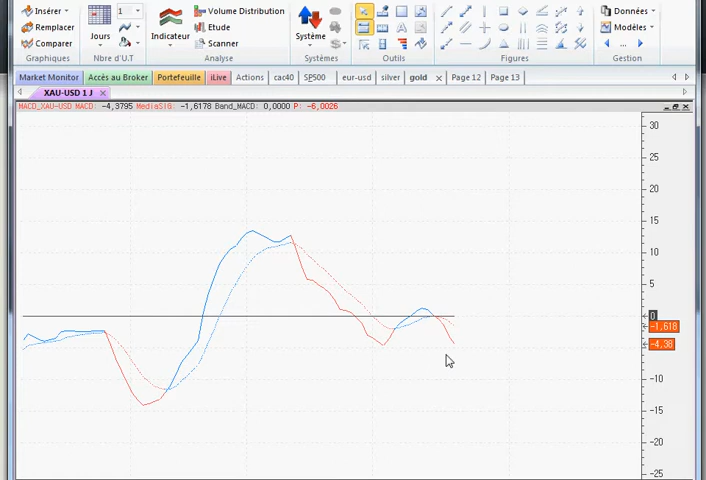 Insérer
Remplacer
Comparer
Graphiques
1
Jours
Nbre d'U.T
Indicateur
Volume Distribution
Etude
Scanner
Analyse
Système
Systèmes
Outils
Figures
Données
Modèles
...
Gestion
Market Monitor Accès au Broker Portefeuille iLive Actions cac40 SP500 eur-usd silver gold Page 12 Page 13
XAU-USD 1 J
MACD_XAU-USD MACD: -4,3795 MediaSIG: -1,6178 Band_MACD: 0,0000 P: -6,0026
30
25
20
15
10
5
0
-1,618
-4,38
-10
-15
-20
-25